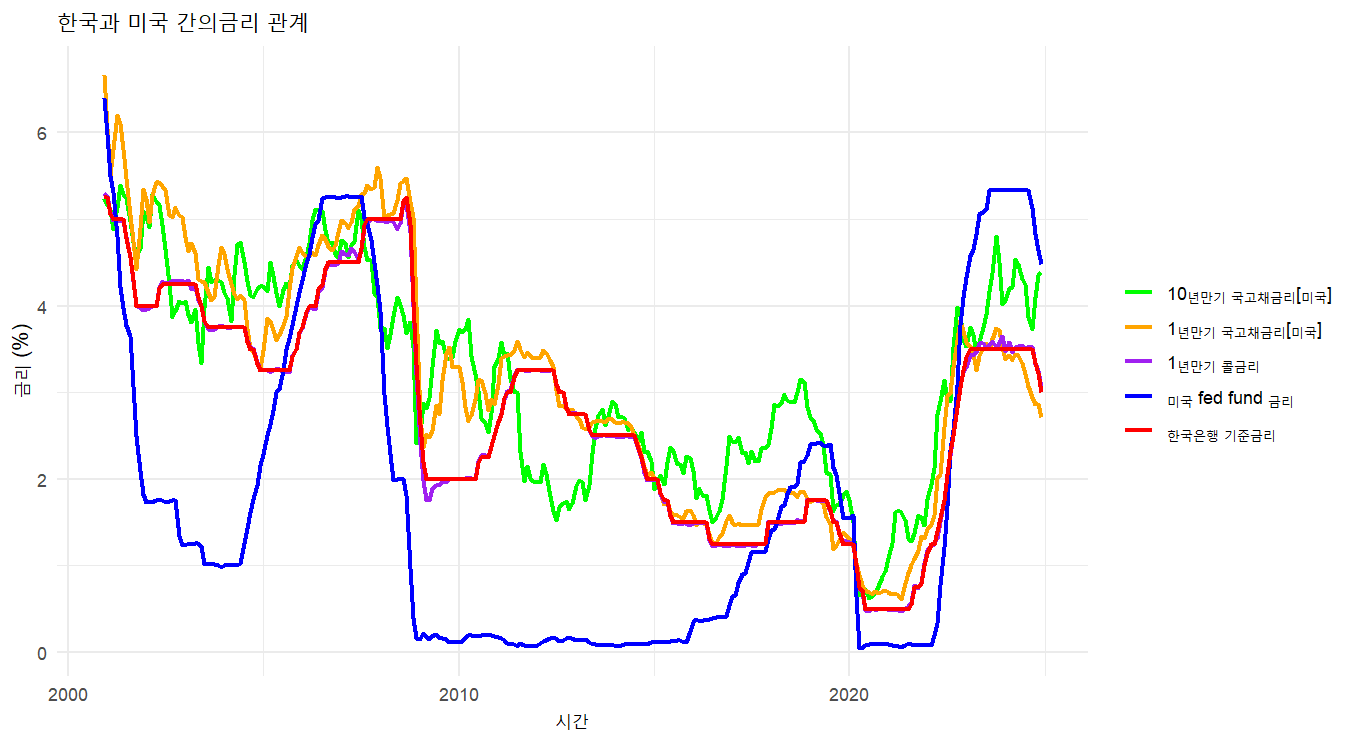 한국과 미국 간의금리 관계
금리 (%)
6
4
2
0
2000
2010
2020
시간
10년만기 국고채금리[미국]
1년만기 국고채금리[미국]
1년만기 콜금리
미국 fed fund 금리
한국은행 기준금리